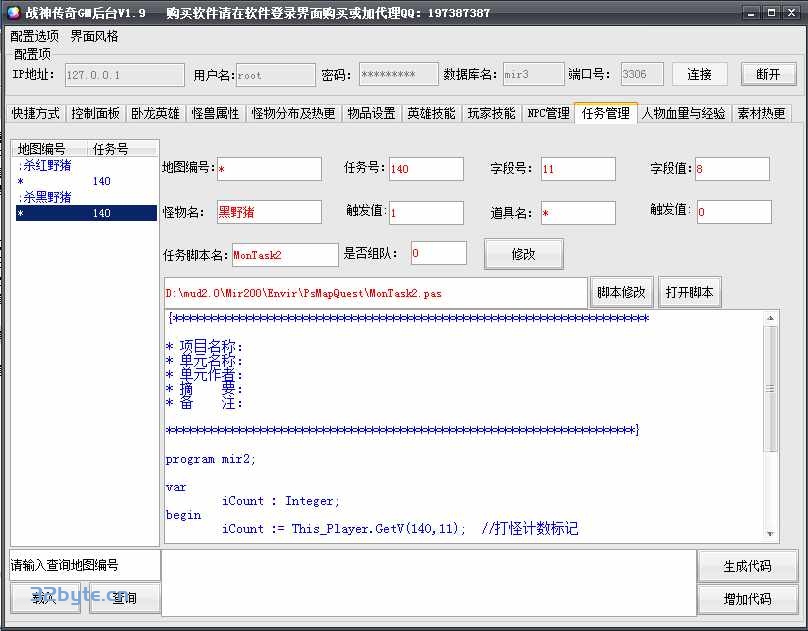 战神传奇GM后台V1.9 购买软件请在软件登录界面购买或加代理QQ: 197387387
配置选项 界面风格
配置项
IP地址: 127.0.0.1 用户名: root 密码: ********* 数据库名: mir3 端口号: 3306 连接 断开
快捷方式 控制面板 卧龙英雄 怪兽属性 怪物分布及热更 物品设置 英雄技能 玩家技能 NPC管理 任务管理 人物血量与经验 素材热更
地图编号 任务号
;杀红野猪
* 140
;杀黑野猪
* 140
地图编号: * 任务号: 140 字段号: 11 字段值: 8
怪物名: 黑野猪 触发值: 1 道具名: * 触发值: 0
任务脚本名: MonTask2 是否组队: 0 修改
D:\mud2.0\Mir200\Envir\PsMapQuest\MonTask2.pas 脚本修改 打开脚本
* 项目名称:
* 单元名称:
* 单元作者:
* 摘 要:
* 备 注:
program mir2;
var
iCount : Integer;
begin
iCount := This_Player.GetV(140,11); //打怪计数标记
请输入查询地图编号 生成代码
载入 查询 增加代码
32byte.cn